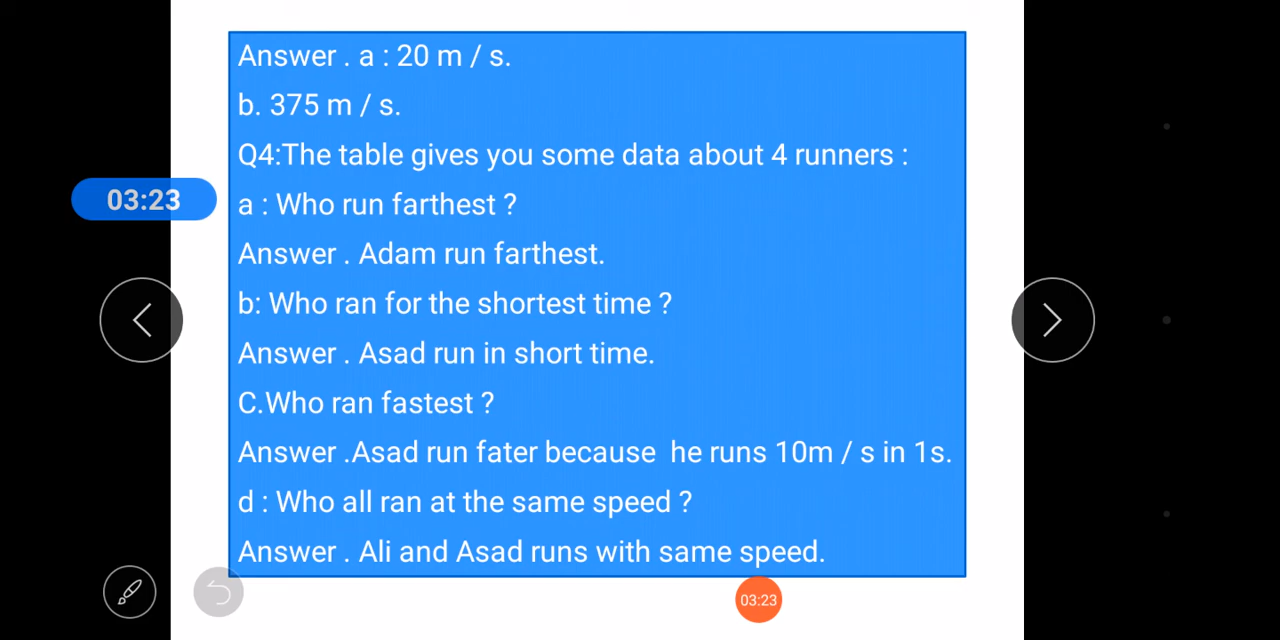 Answer . a : 20 m / s.
b. 375 m / s.
Q4:The table gives you some data about 4 runners :
03:23
a : Who run farthest ?
Answer . Adam run farthest.
b: Who ran for the shortest time ?
Answer . Asad run in short time.
C.Who ran fastest ?
Answer .Asad run fater because  he runs 10m / s in 1s.
d : Who all ran at the same speed ?
Answer . Ali and Asad runs with same speed.
03:23